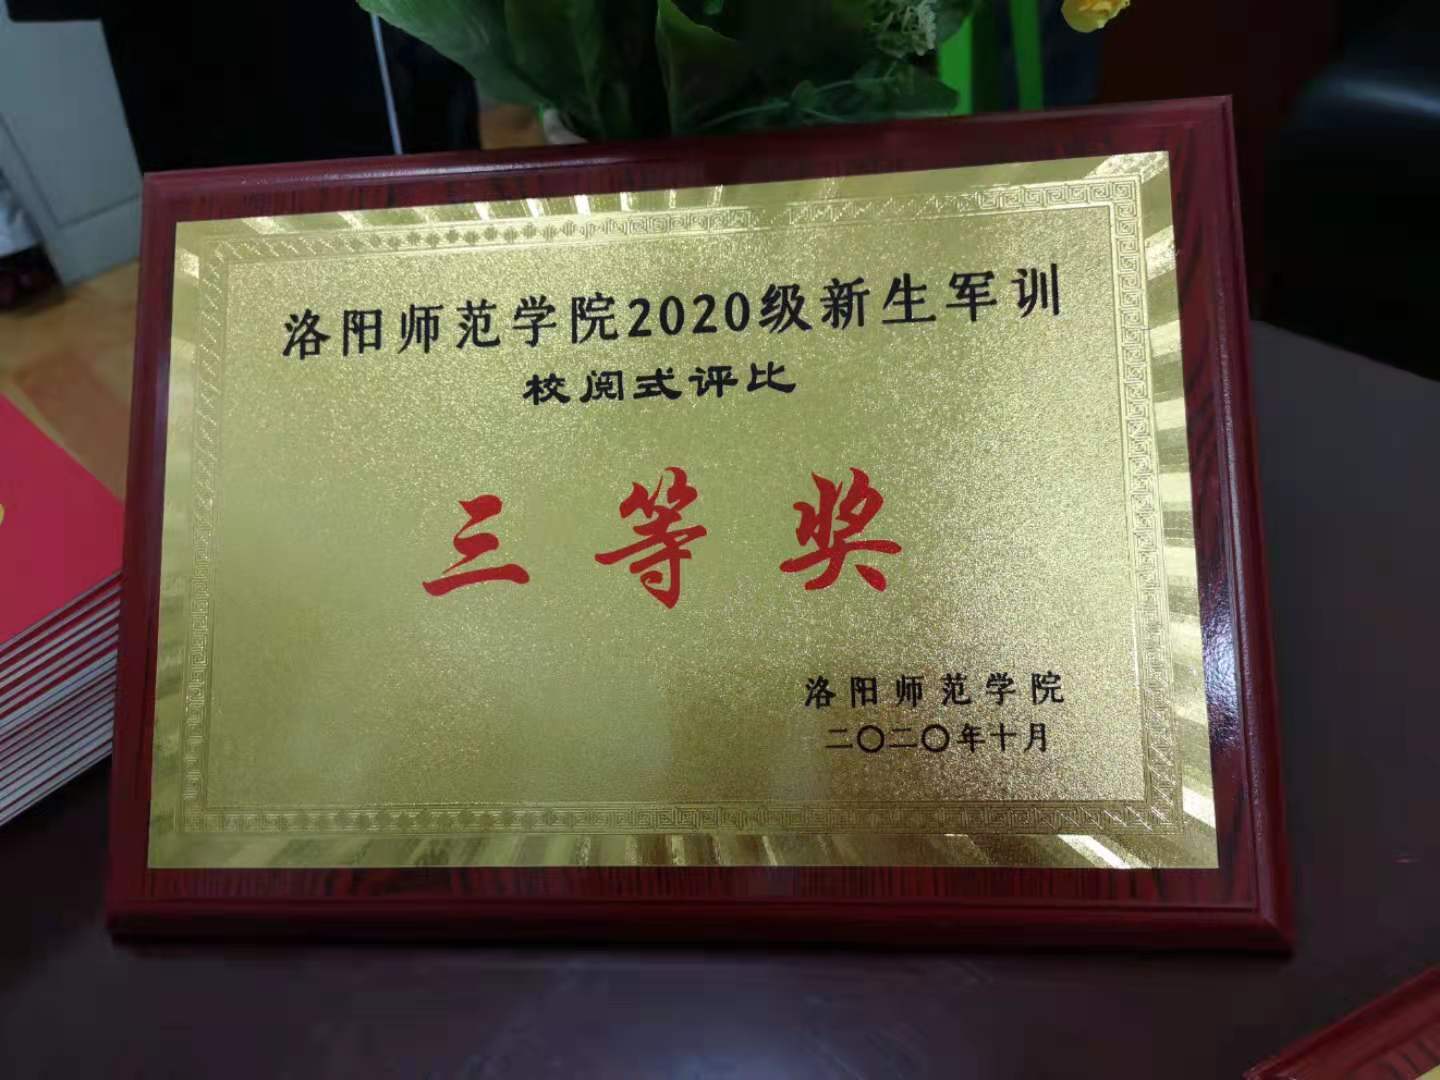 洛阳师范学院2020级新生军训
校阅式评比
三等奖
洛阳师范学院
二〇二〇年十月